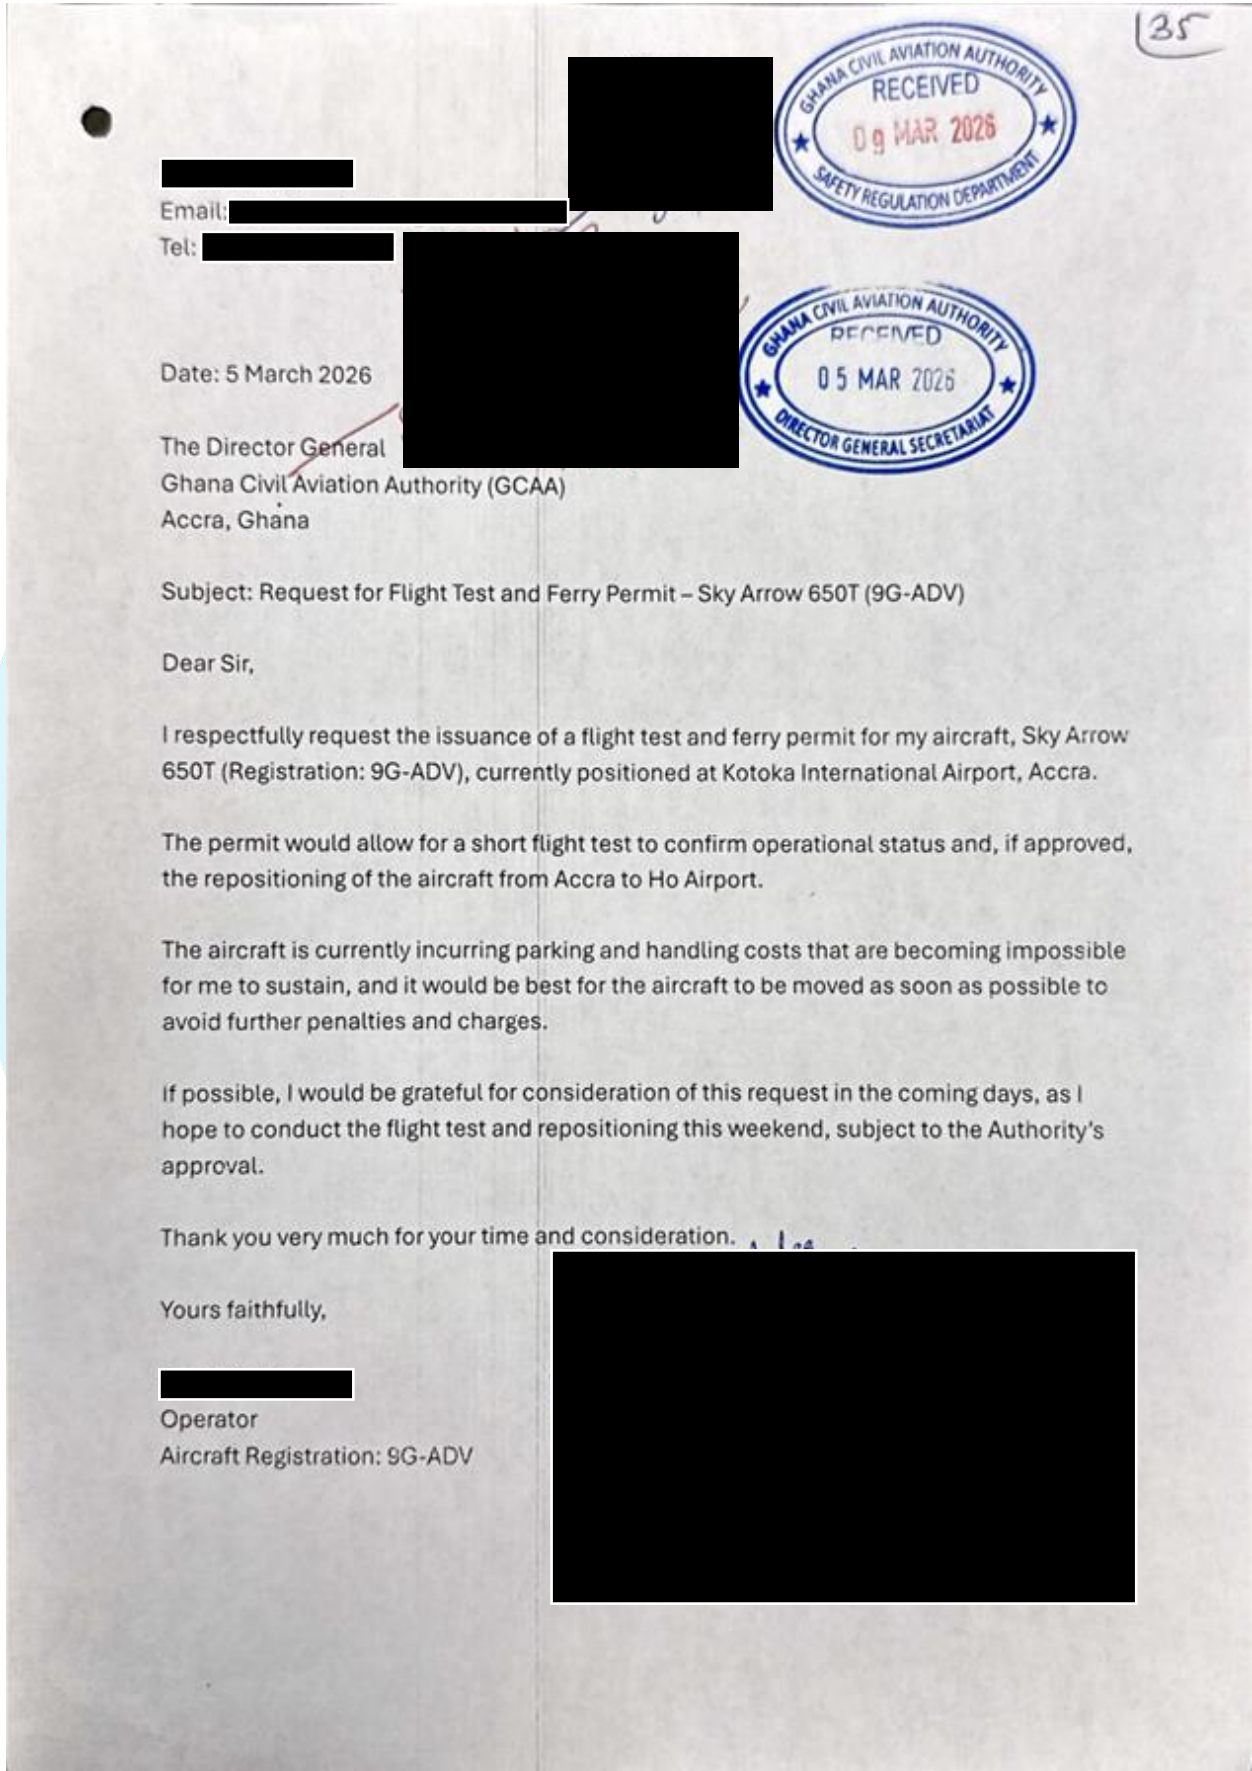 35
GHANA CIVIL AVIATION AUTHORITY
RECEIVED
09 MAR 2026
SAFETY REGULATION DEPARTMENT
Email:
Tel:
GHANA CIVIL AVIATION AUTHORITY
RECEIVED
05 MAR 2026
DIRECTOR GENERAL SECRETARIAT
Date: 5 March 2026
The Director General
Ghana Civil Aviation Authority (GCAA)
Accra, Ghana
Subject: Request for Flight Test and Ferry Permit – Sky Arrow 650T (9G-ADV)
Dear Sir,
I respectfully request the issuance of a flight test and ferry permit for my aircraft, Sky Arrow
650T (Registration: 9G-ADV), currently positioned at Kotoka International Airport, Accra.
The permit would allow for a short flight test to confirm operational status and, if approved,
the repositioning of the aircraft from Accra to Ho Airport.
The aircraft is currently incurring parking and handling costs that are becoming impossible
for me to sustain, and it would be best for the aircraft to be moved as soon as possible to
avoid further penalties and charges.
If possible, I would be grateful for consideration of this request in the coming days, as I
hope to conduct the flight test and repositioning this weekend, subject to the Authority's
approval.
Thank you very much for your time and consideration.
Yours faithfully,
Operator
Aircraft Registration: 9G-ADV